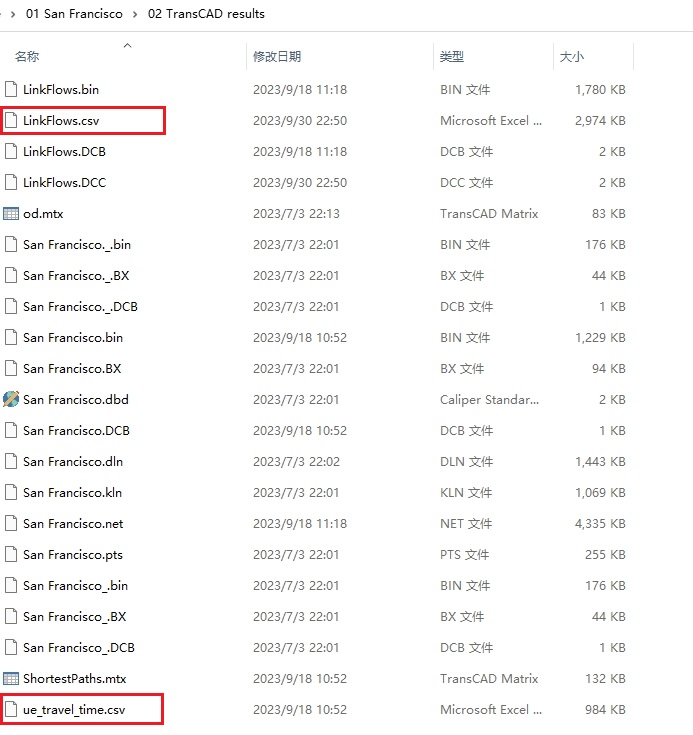 01 San Francisco > 02 TransCAD results
名称 修改日期 类型 大小
LinkFlows.bin 2023/9/18 11:18 BIN 文件 1,780 KB
LinkFlows.csv 2023/9/30 22:50 Microsoft Excel ... 2,974 KB
LinkFlows.DCB 2023/9/18 11:18 DCB 文件 2 KB
LinkFlows.DCC 2023/9/30 22:50 DCC 文件 2 KB
od.mtx 2023/7/3 22:13 TransCAD Matrix 83 KB
San Francisco._.bin 2023/7/3 22:01 BIN 文件 176 KB
San Francisco._.BX 2023/7/3 22:01 BX 文件 44 KB
San Francisco._.DCB 2023/7/3 22:01 DCB 文件 1 KB
San Francisco.bin 2023/9/18 10:52 BIN 文件 1,229 KB
San Francisco.BX 2023/7/3 22:01 BX 文件 94 KB
San Francisco.dbd 2023/7/3 22:01 Caliper Standar... 2 KB
San Francisco.DCB 2023/9/18 10:52 DCB 文件 1 KB
San Francisco.dln 2023/7/3 22:02 DLN 文件 1,443 KB
San Francisco.kln 2023/7/3 22:01 KLN 文件 1,069 KB
San Francisco.net 2023/9/18 11:18 NET 文件 4,335 KB
San Francisco.pts 2023/7/3 22:01 PTS 文件 255 KB
San Francisco_.bin 2023/7/3 22:01 BIN 文件 176 KB
San Francisco_.BX 2023/7/3 22:01 BX 文件 44 KB
San Francisco_.DCB 2023/7/3 22:01 DCB 文件 1 KB
ShortestPaths.mtx 2023/9/18 10:52 TransCAD Matrix 132 KB
ue_travel_time.csv 2023/9/18 10:52 Microsoft Excel ... 984 KB